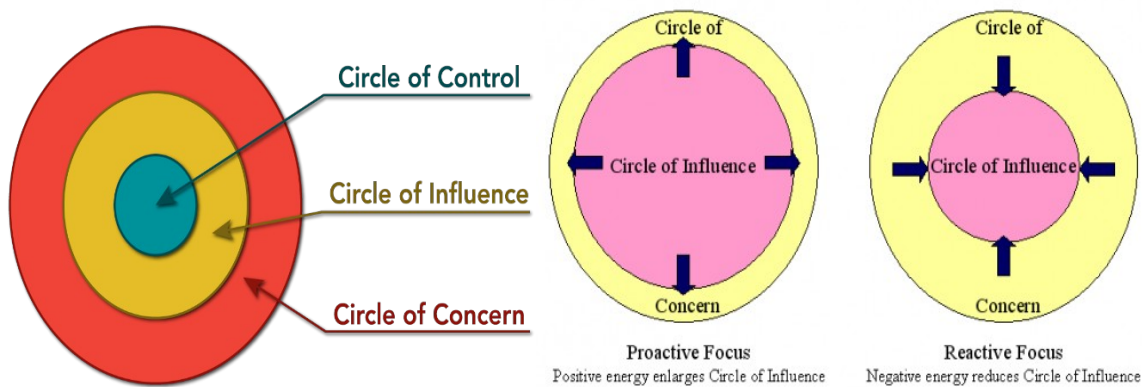 Circle of Control
Circle of Influence
Circle of Concern
Circle of
Circle of Influence
Concern
Proactive Focus
Positive energy enlarges Circle of Influence
Circle of
Circle of Influence
Concern
Reactive Focus
Negative energy reduces Circle of Influence